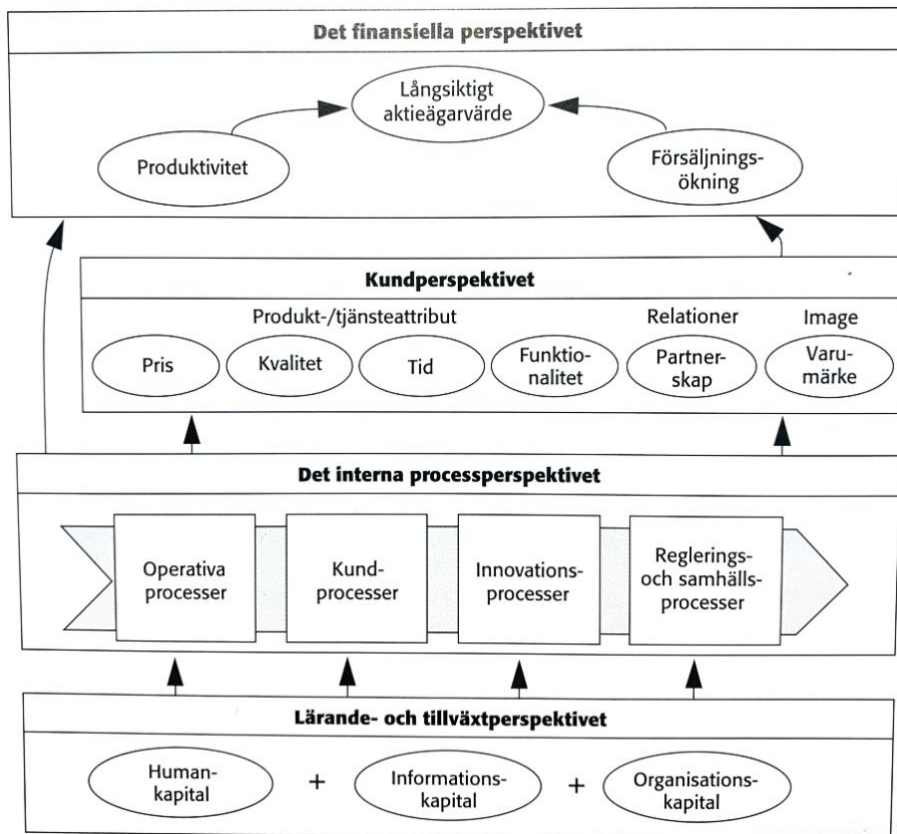 Det finansiella perspektivet
Långsiktigt
aktieägarvärde
Produktivitet
Försäljnings-
ökning
Kundperspektivet
Produkt-/tjänsteattribut
Relationer
Image
Pris
Kvalitet
Tid
Funktio-
nalitet
Partner-
skap
Varu-
märke
Det interna processperspektivet
Operativa
processer
Kund-
processer
Innovations-
processer
Reglerings-
och samhälls-
processer
Lärande- och tillväxtperspektivet
Human-
kapital
+
Informations-
kapital
+
Organisations-
kapital